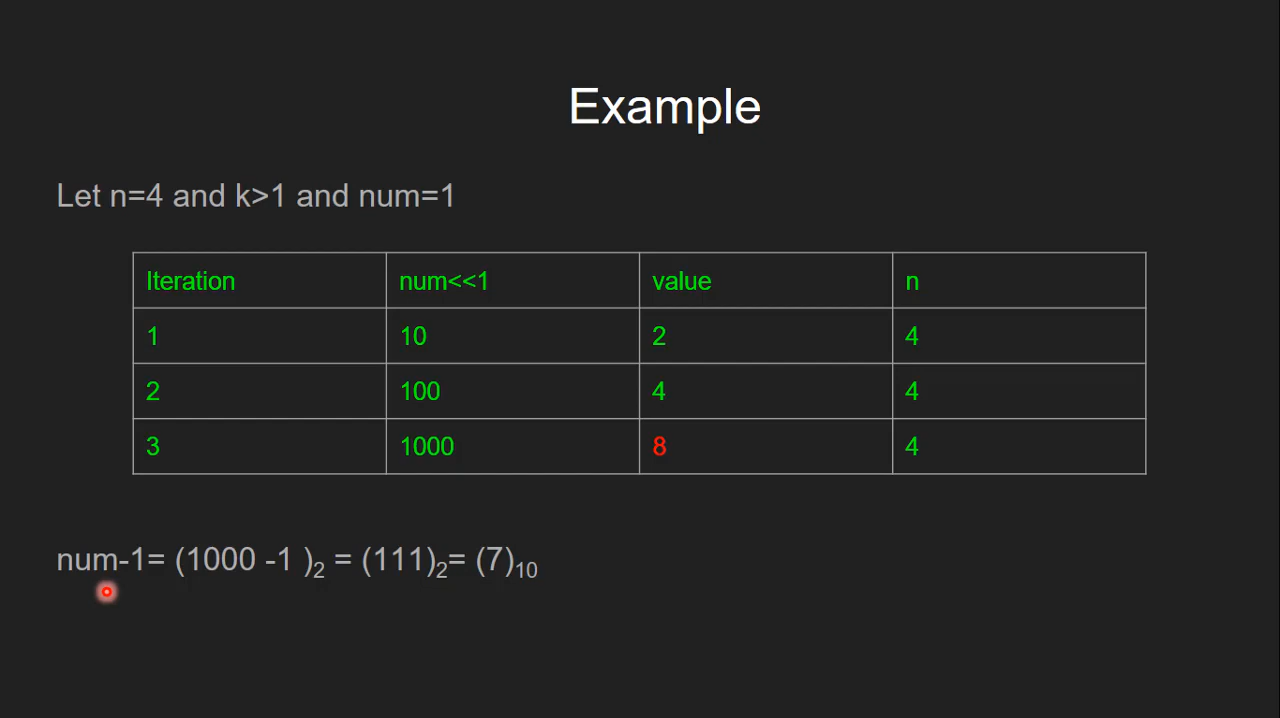 Example
Let n=4 and k>1 and num=1
Iteration num<<1 value n
1 10 2 4
2 100 4 4
3 1000 8 4
num-1= (1000 -1 )₂ = (111)₂= (7)₁₀